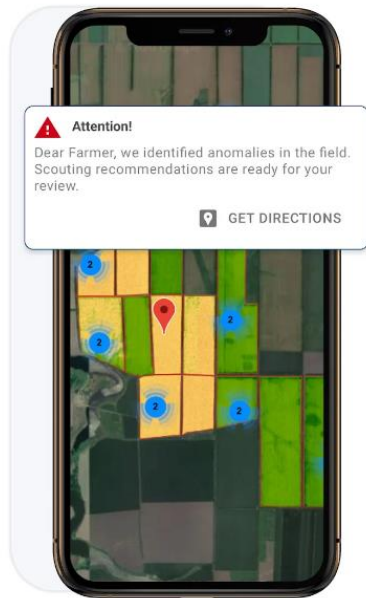 Attention!
Dear Farmer, we identified anomalies in the field.
Scouting recommendations are ready for your
review.
GET DIRECTIONS
2
2
2
2
2